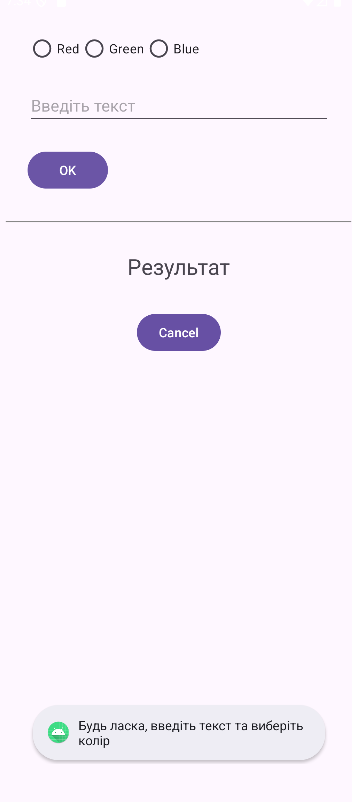 Red Green Blue
Введіть текст
OK
Результат
Cancel
Будь ласка, введіть текст та виберіть
колір